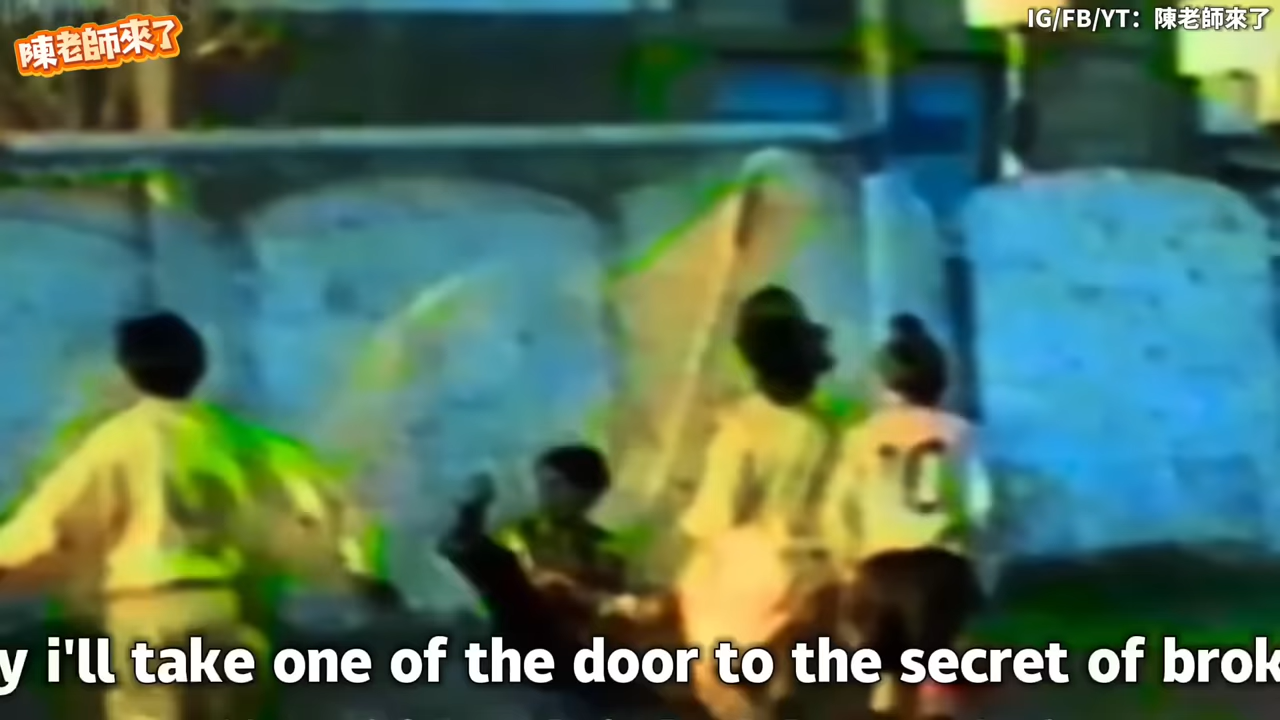 陳老師來了
IG/FB/YT：陳老師來了
10
y i'll take one of the door to the secret of brok